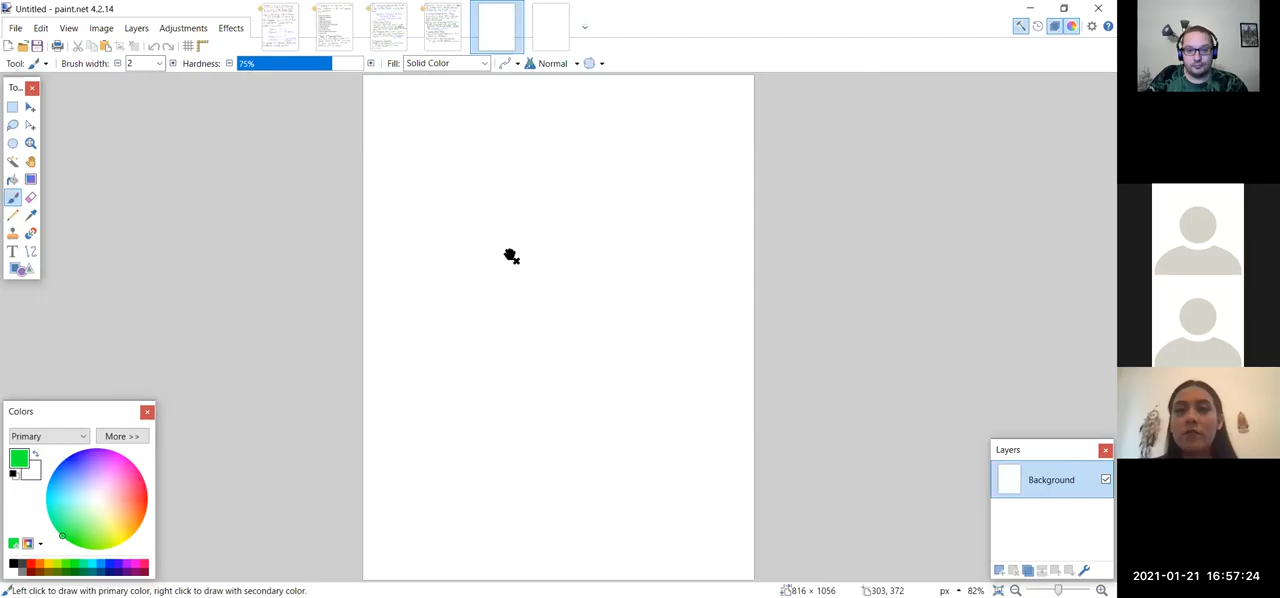 Untitled - paint.net 4.2.14
File Edit View Image Layers Adjustments Effects
Tool: Brush width: 2 Hardness: 75% Fill: Solid Color Normal
To...
Colors
Primary More >>
Layers
Background
Left click to draw with primary color, right click to draw with secondary color.
816 × 1056 303, 372 px 82%
2021-01-21 16:57:24